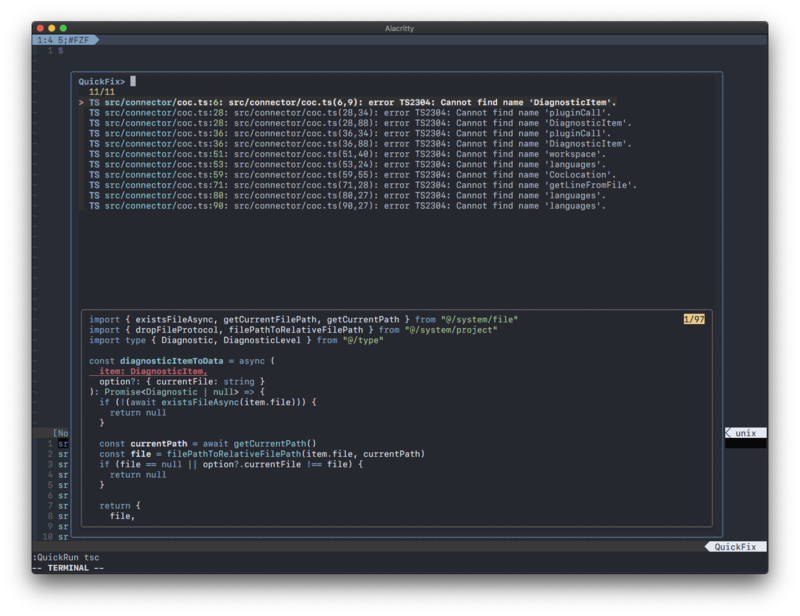 Alacritty
1:4 5;#FZF
1 $
QuickFix>
11/11
> TS src/connector/coc.ts:6: src/connector/coc.ts(6,9): error TS2304: Cannot find name 'DiagnosticItem'.
TS src/connector/coc.ts:28: src/connector/coc.ts(28,34): error TS2304: Cannot find name 'pluginCall'.
TS src/connector/coc.ts:28: src/connector/coc.ts(28,88): error TS2304: Cannot find name 'DiagnosticItem'.
TS src/connector/coc.ts:36: src/connector/coc.ts(36,34): error TS2304: Cannot find name 'pluginCall'.
TS src/connector/coc.ts:36: src/connector/coc.ts(36,88): error TS2304: Cannot find name 'DiagnosticItem'.
TS src/connector/coc.ts:51: src/connector/coc.ts(51,40): error TS2304: Cannot find name 'workspace'.
TS src/connector/coc.ts:53: src/connector/coc.ts(53,24): error TS2304: Cannot find name 'languages'.
TS src/connector/coc.ts:59: src/connector/coc.ts(59,55): error TS2304: Cannot find name 'CocLocation'.
TS src/connector/coc.ts:71: src/connector/coc.ts(71,28): error TS2304: Cannot find name 'getLineFromFile'.
TS src/connector/coc.ts:80: src/connector/coc.ts(80,27): error TS2304: Cannot find name 'languages'.
TS src/connector/coc.ts:90: src/connector/coc.ts(90,27): error TS2304: Cannot find name 'languages'.
import { existsFileAsync, getCurrentFilePath, getCurrentPath } from "@/system/file"
1/97
import { dropFileProtocol, filePathToRelativeFilePath } from "@/system/project"
import type { Diagnostic, DiagnosticLevel } from "@/type"
const diagnosticItemToData = async (
item: DiagnosticItem,
option?: { currentFile: string }
): Promise<Diagnostic | null> => {
if (!(await existsFileAsync(item.file))) {
return null
}
const currentPath = await getCurrentPath()
const file = filePathToRelativeFilePath(item.file, currentPath)
if (file == null || option?.currentFile !== file) {
return null
}
return {
file,
[No
unix
1 sr
2 sr
3 sr
4 sr
5 sr
6 sr
7 sr
8 sr
9 sr
10 sr
QuickFix
:QuickRun tsc
-- TERMINAL --